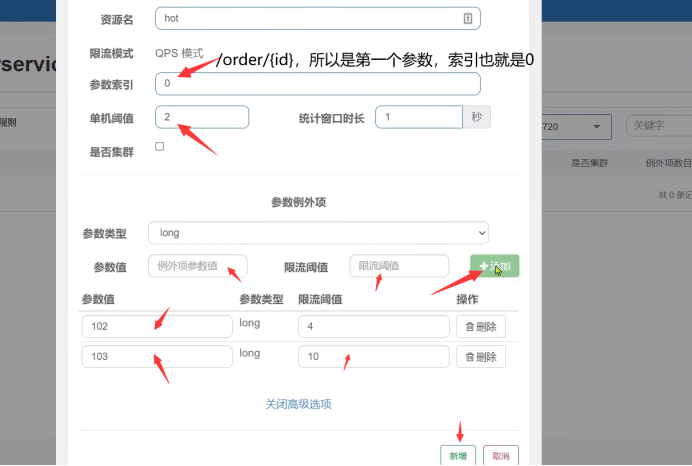 资源名 hot
限流模式 QPS 模式
/order/{id}，所以是第一个参数，索引也就是0
rservic
参数索引 0
规则
单机阈值 2 统计窗口时长 1 秒
720 关键字
是否集群
是否集群 例外项数目
共 0 条记
参数例外项
参数类型 long
参数值 例外项参数值 限流阈值 限流阈值 添加
参数值 参数类型 限流阈值 操作
102 long 4 删除
103 long 10 删除
关闭高级选项
新增 取消